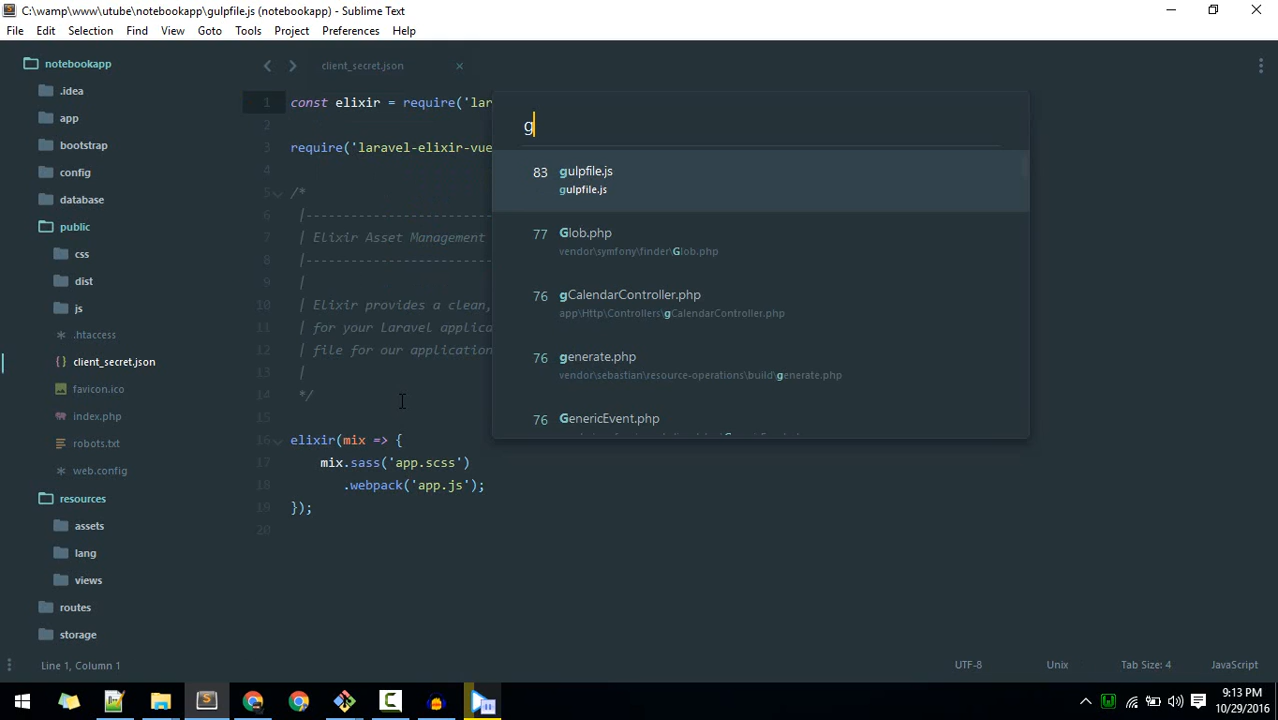 C:\wamp\www\utube\notebookapp\gulpfile.js (notebookapp) - Sublime Text
File Edit Selection Find View Goto Tools Project Preferences Help
notebookapp
.idea
app
bootstrap
config
database
public
css
dist
js
.htaccess
client_secret.json
favicon.ico
index.php
robots.txt
web.config
resources
assets
lang
views
routes
storage
client_secret.json
1 const elixir = require('lar
2
3 require('laravel-elixir-vue
4
5 /*
6 |--------------------------
7 | Elixir Asset Management
8 |--------------------------
9 |
10 | Elixir provides a clean,
11 | for your Laravel applica
12 | file for our application
13 |
14 */
15
16 elixir(mix => {
17 mix.sass('app.scss')
18 .webpack('app.js');
19 });
20
g
83 gulpfile.js
gulpfile.js
77 Glob.php
vendor\symfony\finder\Glob.php
76 gCalendarController.php
app\Http\Controllers\gCalendarController.php
76 generate.php
vendor\sebastian\resource-operations\build\generate.php
76 GenericEvent.php
Line 1, Column 1
UTF-8 Unix Tab Size: 4 JavaScript
9:13 PM
10/29/2016